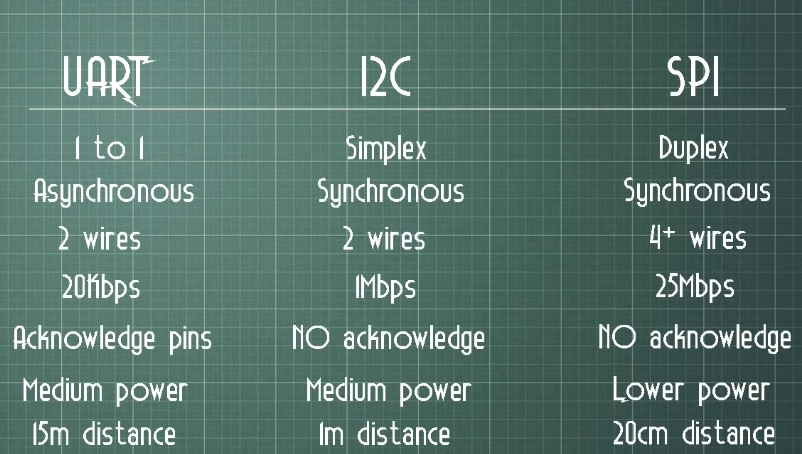 UART I2C SPI
1 to 1 Simplex Duplex
Asynchronous Synchronous Synchronous
2 wires 2 wires 4+ wires
20Kbps 1Mbps 25Mbps
Acknowledge pins NO acknowledge NO acknowledge
Medium power Medium power Lower power
15m distance 1m distance 20cm distance